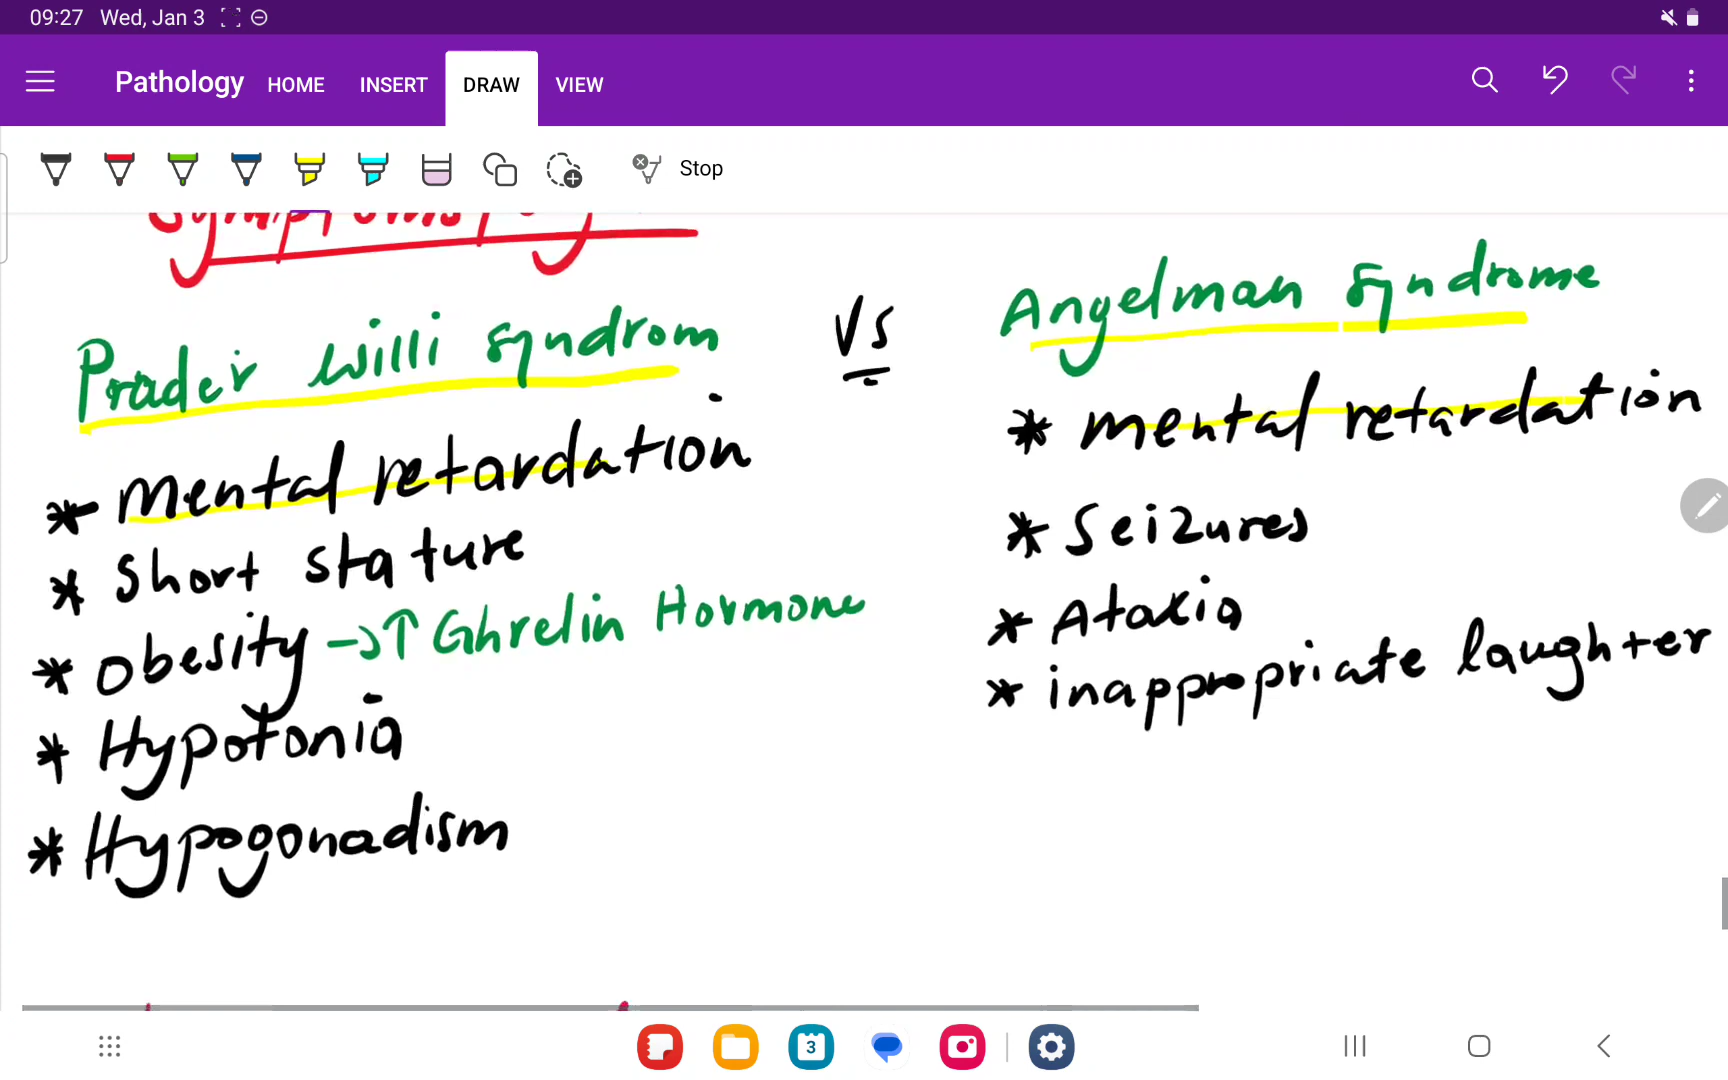 09:27 Wed, Jan 3
Pathology HOME INSERT DRAW VIEW
Stop
Prader willi syndrom Vs Angelman syndrome
* mental retardation
* Short stature
* Obesity →↑ Ghrelin Hormone
* Hypotonia
* Hypogonadism
* mental retardation
* Seizures
* Ataxia
* inappropriate laughter
3